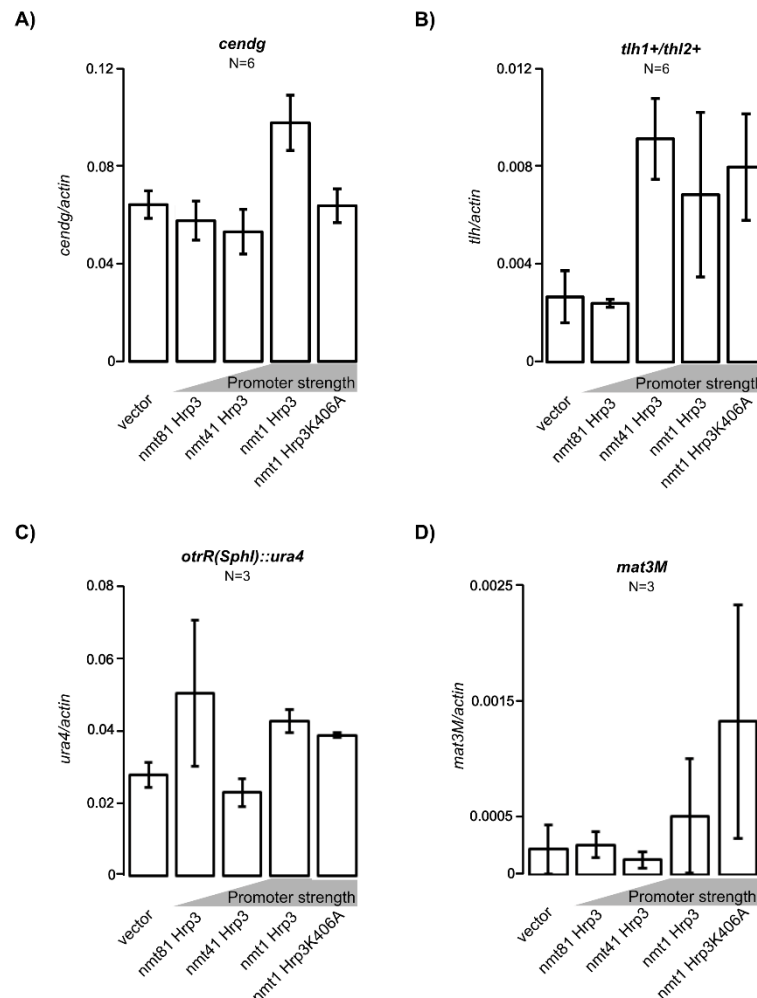 A)
cendg
N=6
cendg/actin
0.12
0.08
0.04
0
Promoter strength
vector
nmt81 Hrp3
nmt41 Hrp3
nmt1 Hrp3
nmt1 Hrp3K406A
B)
tlh1+/thl2+
N=6
tlh/actin
0.012
0.008
0.004
0
Promoter strength
vector
nmt81 Hrp3
nmt41 Hrp3
nmt1 Hrp3
nmt1 Hrp3K406A
C)
otrR(SphI)::ura4
N=3
ura4/actin
0.08
0.06
0.04
0.02
0
Promoter strength
vector
nmt81 Hrp3
nmt41 Hrp3
nmt1 Hrp3
nmt1 Hrp3K406A
D)
mat3M
N=3
mat3M/actin
0.0025
0.0015
0.0005
0
Promoter strength
vector
nmt81 Hrp3
nmt41 Hrp3
nmt1 Hrp3
nmt1 Hrp3K406A